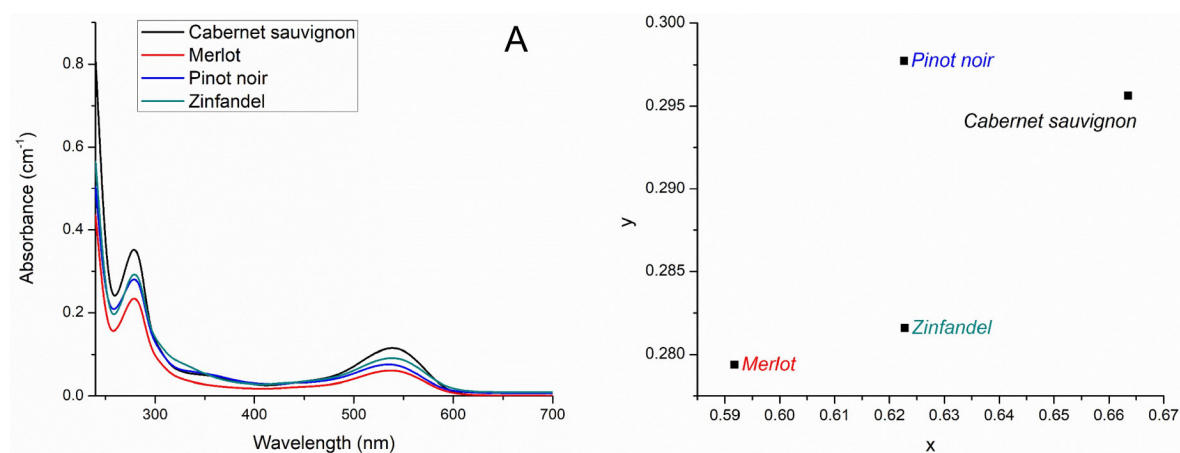 Cabernet sauvignon
Merlot
Pinot noir
Zinfandel
A
0.8
0.6
0.4
0.2
0.0
Absorbance (cm⁻¹)
300
400
500
600
700
Wavelength (nm)
0.300
0.295
0.290
0.285
0.280
y
Pinot noir
Cabernet sauvignon
Zinfandel
Merlot
0.59
0.60
0.61
0.62
0.63
0.64
0.65
0.66
0.67
x